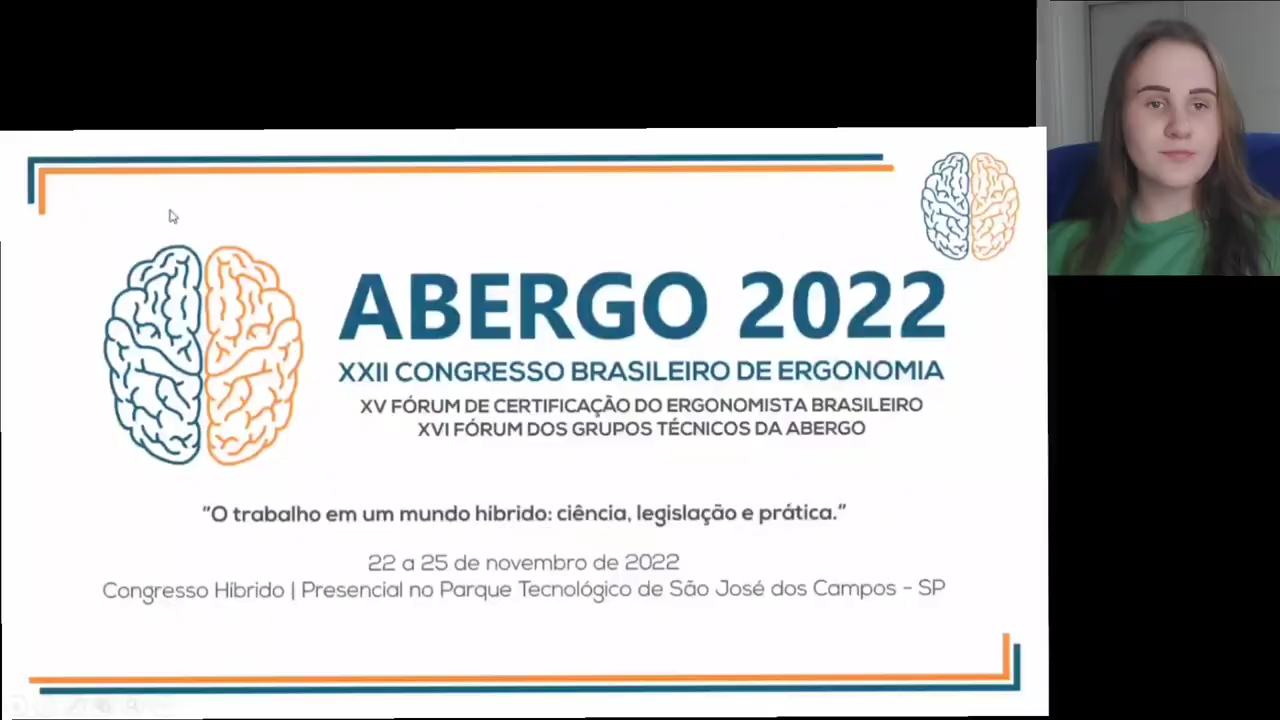 ABERGO 2022
XXII CONGRESSO BRASILEIRO DE ERGONOMIA
XV FÓRUM DE CERTIFICAÇÃO DO ERGONOMISTA BRASILEIRO
XVI FÓRUM DOS GRUPOS TÉCNICOS DA ABERGO
"O trabalho em um mundo híbrido: ciência, legislação e prática."
22 a 25 de novembro de 2022
Congresso Híbrido | Presencial no Parque Tecnológico de São José dos Campos - SP